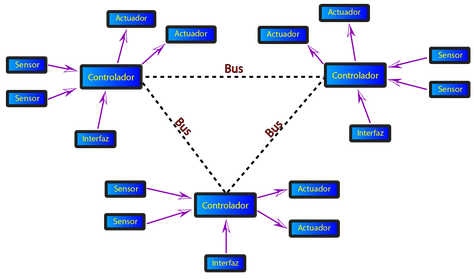 Actuador
Actuador
Sensor
Controlador
Sensor
Interfaz
Bus
Actuador
Actuador
Sensor
Controlador
Sensor
Interfaz
Bus
Bus
Sensor
Actuador
Controlador
Sensor
Actuador
Interfaz